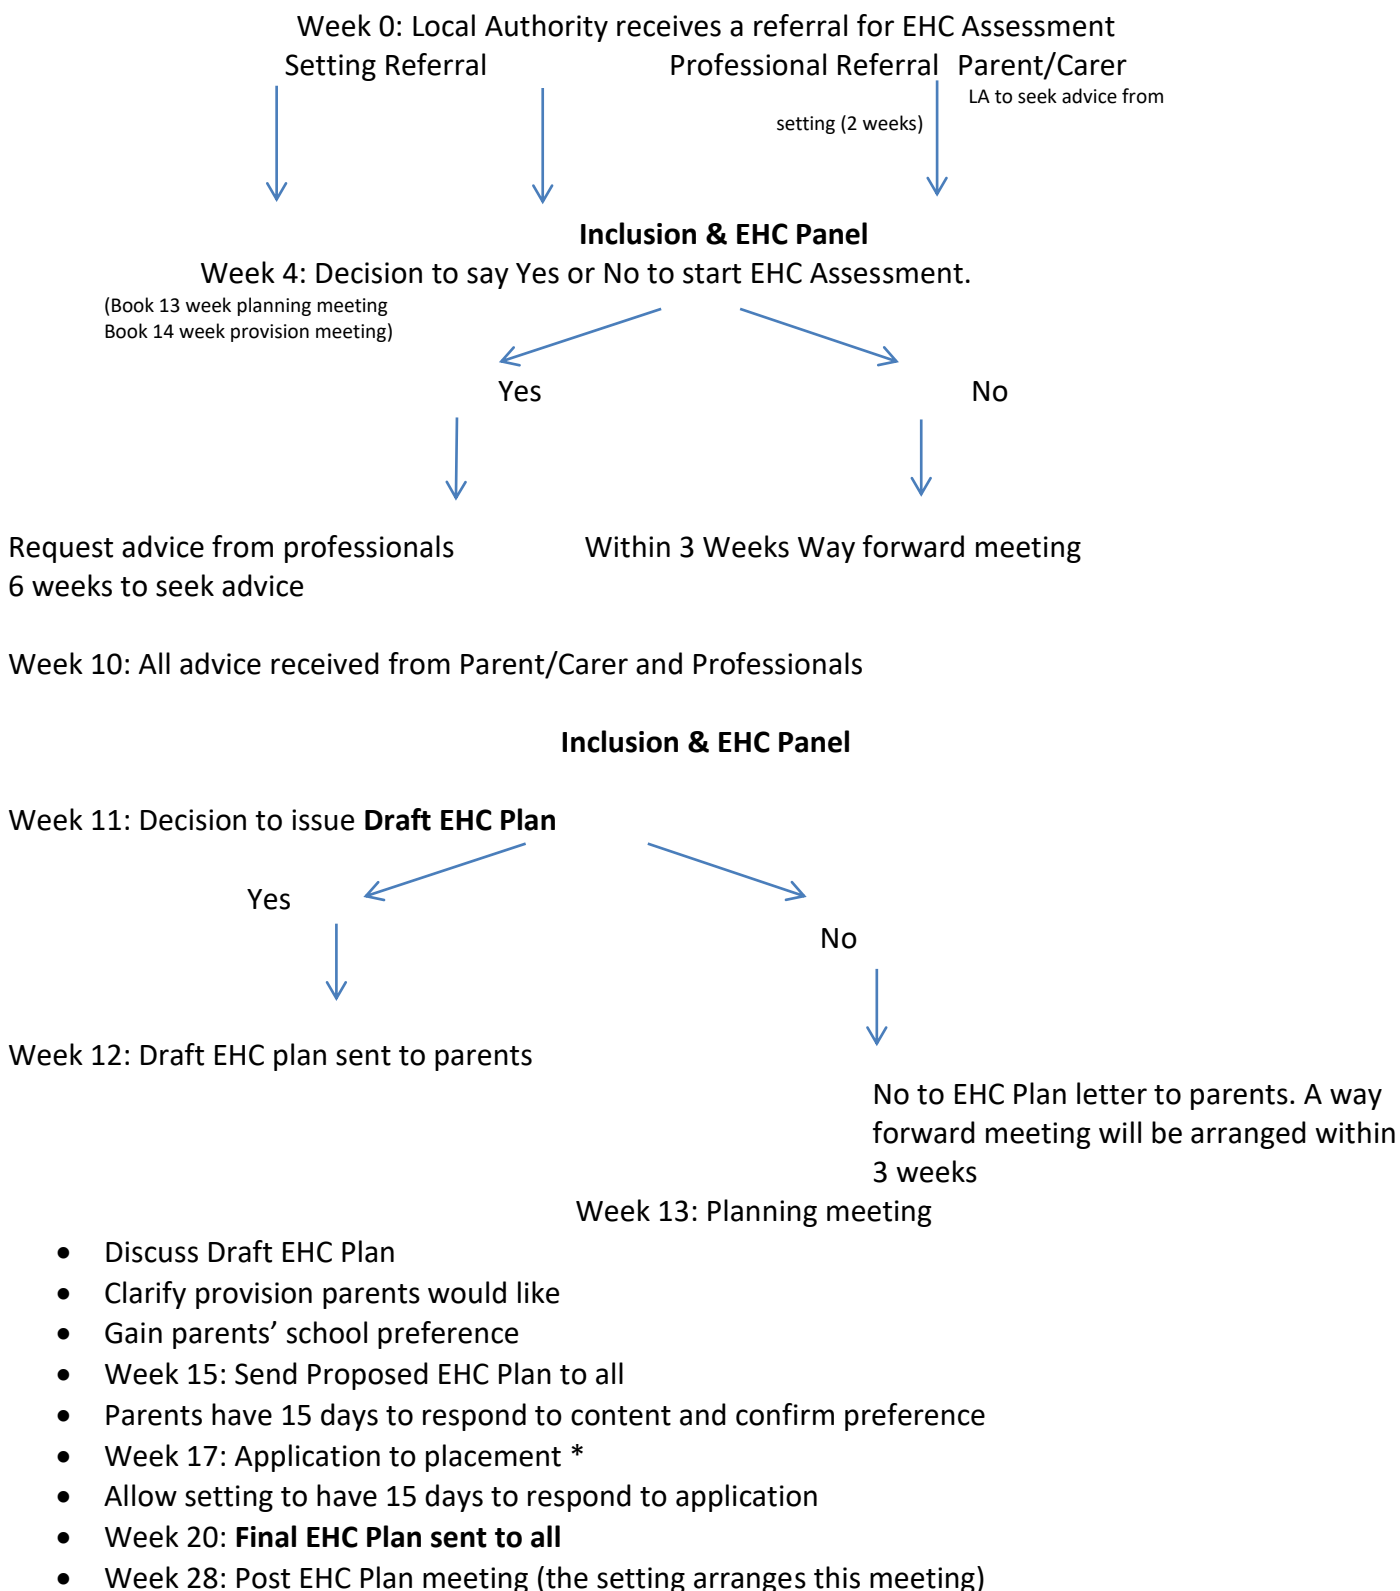 Week 0: Local Authority receives a referral for EHC Assessment
Setting Referral Professional Referral Parent/Carer
LA to seek advice from
setting (2 weeks)
Inclusion & EHC Panel
Week 4: Decision to say Yes or No to start EHC Assessment.
(Book 13 week planning meeting
Book 14 week provision meeting)
Yes No
Request advice from professionals Within 3 Weeks Way forward meeting
6 weeks to seek advice
Week 10: All advice received from Parent/Carer and Professionals
Inclusion & EHC Panel
Week 11: Decision to issue Draft EHC Plan
Yes
No
Week 12: Draft EHC plan sent to parents
No to EHC Plan letter to parents. A way
forward meeting will be arranged within
3 weeks
Week 13: Planning meeting
• Discuss Draft EHC Plan
• Clarify provision parents would like
• Gain parents’ school preference
• Week 15: Send Proposed EHC Plan to all
• Parents have 15 days to respond to content and confirm preference
• Week 17: Application to placement *
• Allow setting to have 15 days to respond to application
• Week 20: Final EHC Plan sent to all
• Week 28: Post EHC Plan meeting (the setting arranges this meeting)